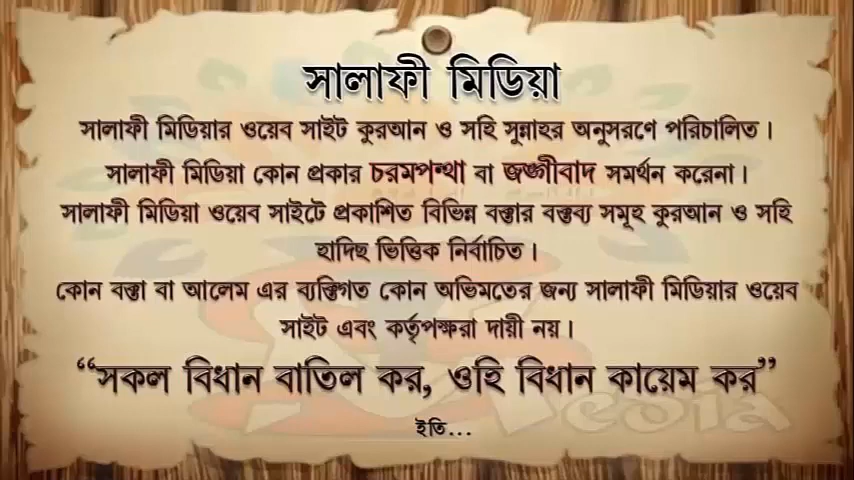 সালাফী মিডিয়া
সালাফী মিডিয়ার ওয়েব সাইট কুরআন ও সহি সুন্নাহর অনুসরণে পরিচালিত।
সালাফী মিডিয়া কোন প্রকার চরমপন্থা বা জঙ্গীবাদ সমর্থন করেনা।
সালাফী মিডিয়া ওয়েব সাইটে প্রকাশিত বিভিন্ন বক্তার বক্তব্য সমূহ কুরআন ও সহি
হাদিছ ভিত্তিক নির্বাচিত।
কোন বক্তা বা আলেম এর ব্যক্তিগত কোন অভিমতের জন্য সালাফী মিডিয়ার ওয়েব
সাইট এবং কর্তৃপক্ষরা দায়ী নয়।
“সকল বিধান বাতিল কর, ওহি বিধান কায়েম কর”
ইতি...